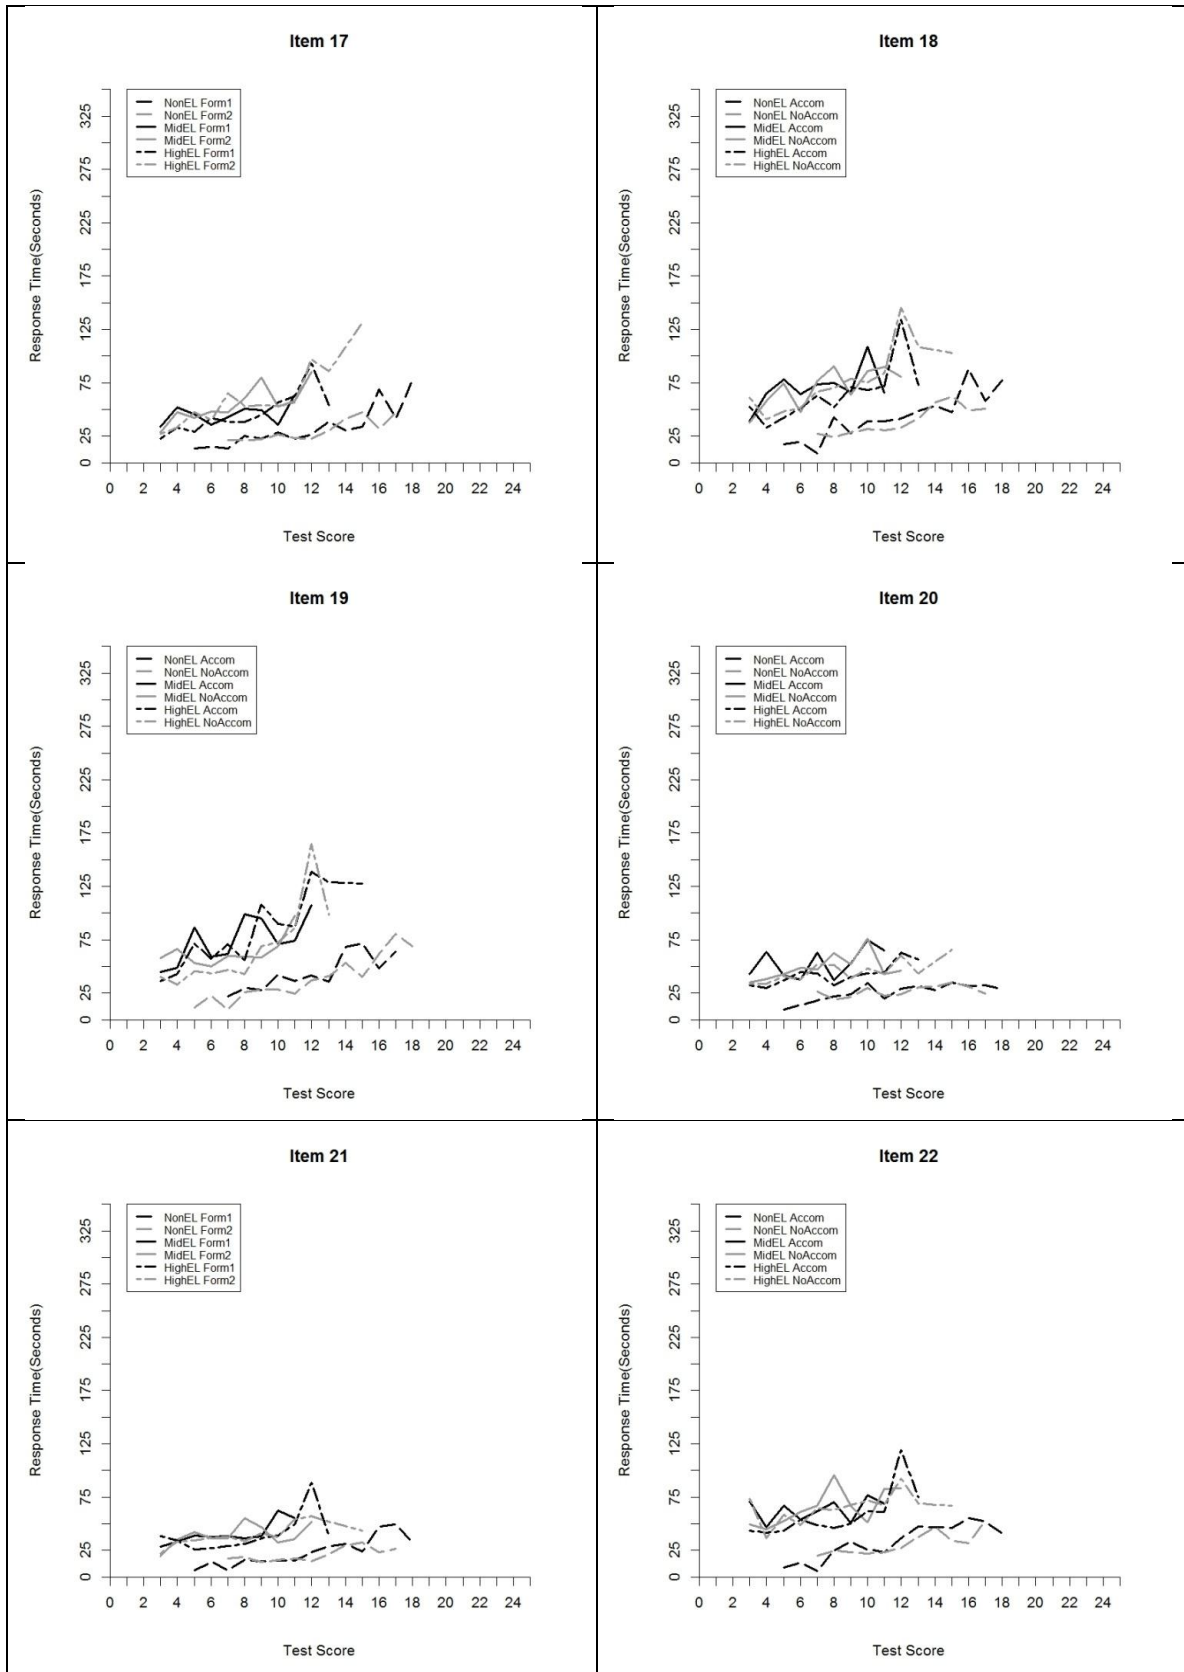 Item 17
NonEL Form1
NonEL Form2
MidEL Form1
MidEL Form2
HighEL Form1
HighEL Form2
Response Time(Seconds)
325
275
225
175
125
75
25
0
0 2 4 6 8 10 12 14 16 18 20 22 24
Test Score
Item 18
NonEL Accom
NonEL NoAccom
MidEL Accom
MidEL NoAccom
HighEL Accom
HighEL NoAccom
Response Time(Seconds)
325
275
225
175
125
75
25
0
0 2 4 6 8 10 12 14 16 18 20 22 24
Test Score
Item 19
NonEL Accom
NonEL NoAccom
MidEL Accom
MidEL NoAccom
HighEL Accom
HighEL NoAccom
Response Time(Seconds)
325
275
225
175
125
75
25
0
0 2 4 6 8 10 12 14 16 18 20 22 24
Test Score
Item 20
NonEL Accom
NonEL NoAccom
MidEL Accom
MidEL NoAccom
HighEL Accom
HighEL NoAccom
Response Time(Seconds)
325
275
225
175
125
75
25
0
0 2 4 6 8 10 12 14 16 18 20 22 24
Test Score
Item 21
NonEL Form1
NonEL Form2
MidEL Form1
MidEL Form2
HighEL Form1
HighEL Form2
Response Time(Seconds)
325
275
225
175
125
75
25
0
0 2 4 6 8 10 12 14 16 18 20 22 24
Test Score
Item 22
NonEL Accom
NonEL NoAccom
MidEL Accom
MidEL NoAccom
HighEL Accom
HighEL NoAccom
Response Time(Seconds)
325
275
225
175
125
75
25
0
0 2 4 6 8 10 12 14 16 18 20 22 24
Test Score